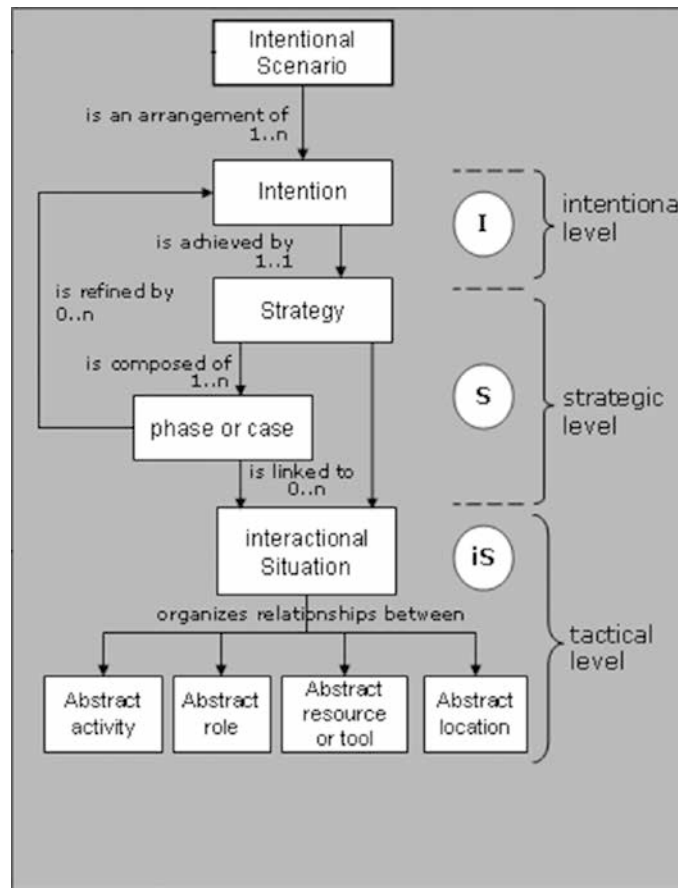 Intentional
Scenario
is an arrangement of
1..n
Intention
I
intentional
level
is achieved by
1..1
is refined by
0..n
Strategy
is composed of
1..n
S
strategic
level
phase or case
is linked to
0..n
interactional
Situation
iS
organizes relationships between
tactical
level
Abstract
activity
Abstract
role
Abstract
resource
or tool
Abstract
location